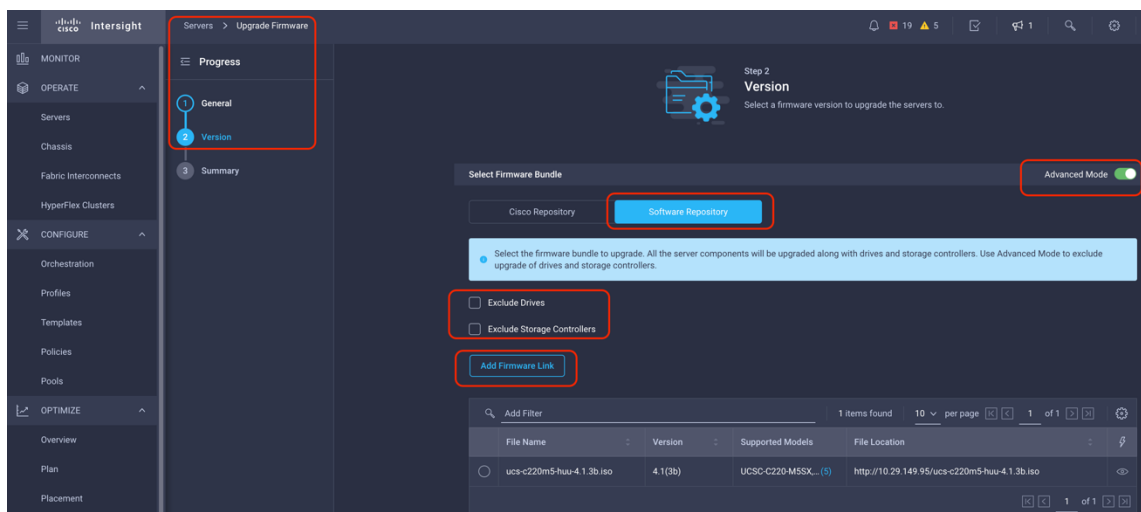 cisco Intersight
Servers > Upgrade Firmware
19 5
1
MONITOR
OPERATE
Servers
Chassis
Fabric Interconnects
HyperFlex Clusters
CONFIGURE
Orchestration
Profiles
Templates
Policies
Pools
OPTIMIZE
Overview
Plan
Placement
Progress
1 General
2 Version
3 Summary
Step 2
Version
Select a firmware version to upgrade the servers to.
Select Firmware Bundle
Advanced Mode
Cisco Repository
Software Repository
Select the firmware bundle to upgrade. All the server components will be upgraded along with drives and storage controllers. Use Advanced Mode to exclude
upgrade of drives and storage controllers.
Exclude Drives
Exclude Storage Controllers
Add Firmware Link
Add Filter
1 items found 10 per page 1 of 1
File Name Version Supported Models File Location
ucs-c220m5-huu-4.1.3b.iso 4.1(3b) UCSC-C220-M5SX,... (5) http://10.29.149.95/ucs-c220m5-huu-4.1.3b.iso
1 of 1